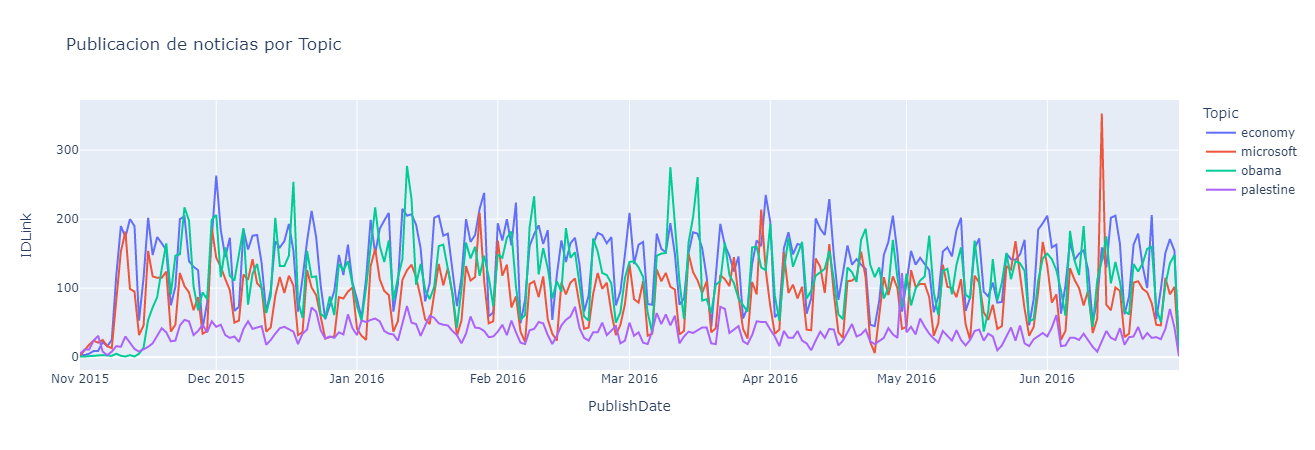 Publicacion de noticias por Topic
IDLink
300
200
100
0
Nov 2015
Dec 2015
Jan 2016
Feb 2016
Mar 2016
Apr 2016
May 2016
Jun 2016
PublishDate
Topic
economy
microsoft
obama
palestine